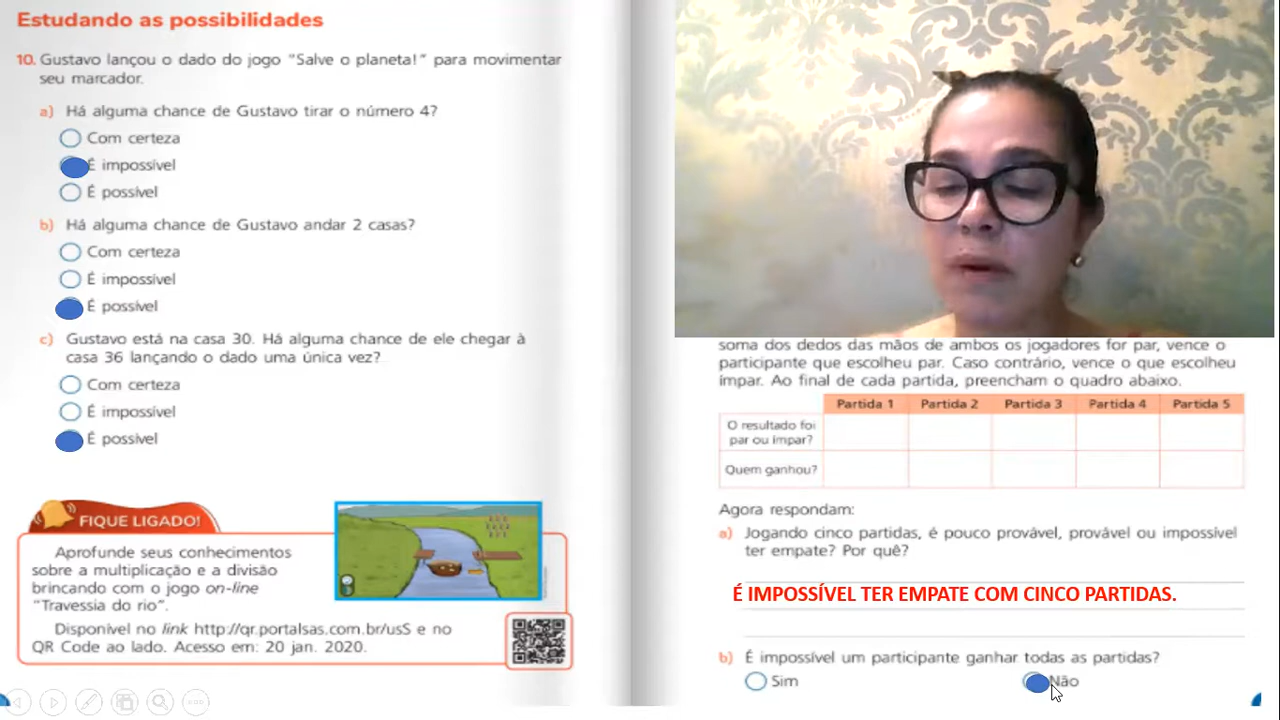 Estudando as possibilidades
10. Gustavo lançou o dado do jogo “Salve o planeta!” para movimentar
seu marcador.
a) Há alguma chance de Gustavo tirar o número 4?
Com certeza
É impossível
É possível
b) Há alguma chance de Gustavo andar 2 casas?
Com certeza
É impossível
É possível
c) Gustavo está na casa 30. Há alguma chance de ele chegar à
casa 36 lançando o dado uma única vez?
Com certeza
É impossível
É possível
FIQUE LIGADO!
Aprofunde seus conhecimentos
sobre a multiplicação e a divisão
brincando com o jogo on-line
“Travessia do rio”.
Disponível no link http://qr.portalsas.com.br/usS e no
QR Code ao lado. Acesso em: 20 jan. 2020.
soma dos dedos das mãos de ambos os jogadores for par, vence o
participante que escolheu par. Caso contrário, vence o que escolheu
ímpar. Ao final de cada partida, preencham o quadro abaixo.
Partida 1 Partida 2 Partida 3 Partida 4 Partida 5
O resultado foi
par ou ímpar?
Quem ganhou?
Agora respondam:
a) Jogando cinco partidas, é pouco provável, provável ou impossível
ter empate? Por quê?
É IMPOSSÍVEL TER EMPATE COM CINCO PARTIDAS.
b) É impossível um participante ganhar todas as partidas?
Sim Não